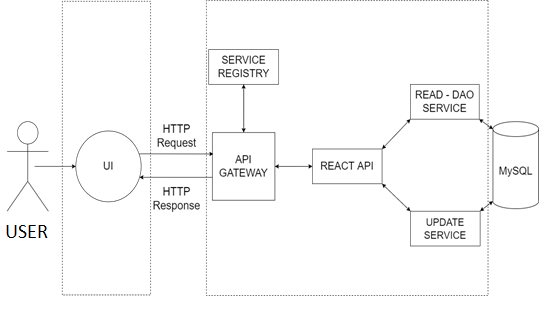 SERVICE
REGISTRY
READ - DAO
SERVICE
HTTP
Request
UI
API
GATEWAY
REACT API
MySQL
HTTP
Response
USER
UPDATE
SERVICE